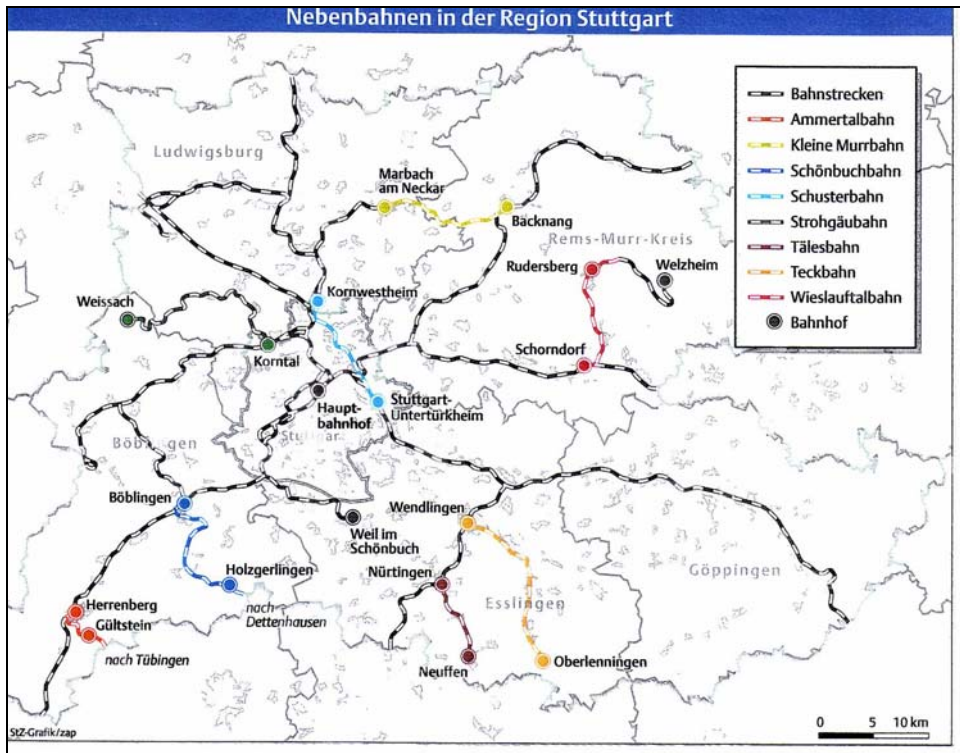 Nebenbahnen in der Region Stuttgart
Bahnstrecken
Ammertalbahn
Kleine Murrbahn
Schönbuchbahn
Schusterbahn
Strohgäubahn
Tälesbahn
Teckbahn
Wieslauftalbahn
Bahnhof
Ludwigsburg
Marbach
am Neckar
Backnang
Rems-Murr-Kreis
Rudersberg
Welzheim
Kornwestheim
Weissach
Korntal
Schorndorf
Haupt-
bahnhof
Stuttgart-
Untertürkheim
Stuttgar
Böblingen
Böblingen
Wendlingen
Weil im
Schönbuch
Nürtingen
Holzgerlingen
nach
Dettenhausen
Göppingen
Esslingen
Herrenberg
Gültstein
nach Tübingen
Neuffen
Oberlenningen
StZ-Grafik/zap
0 5 10 km